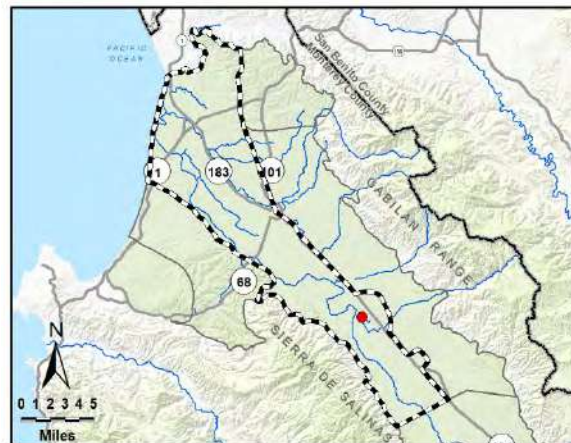 1
PACIFIC
OCEAN
San Benito County
Monterey County
1
183
101
GABILAN RANGE
68
SIERRA DE SALINAS
N
0 1 2 3 4 5
Miles